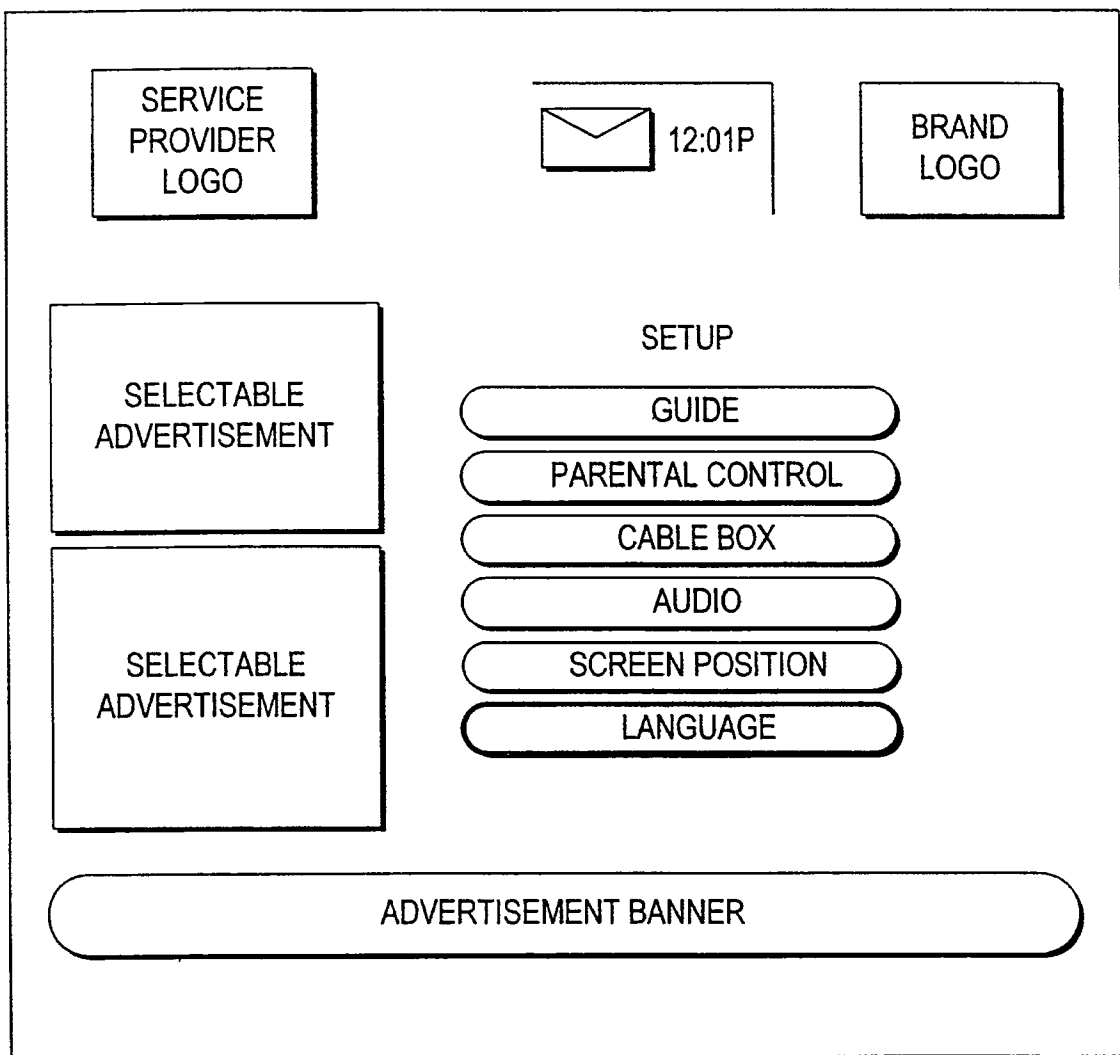 SERVICE
PROVIDER
LOGO
12:01P
BRAND
LOGO
SELECTABLE
ADVERTISEMENT
SELECTABLE
ADVERTISEMENT
SETUP
GUIDE
PARENTAL CONTROL
CABLE BOX
AUDIO
SCREEN POSITION
LANGUAGE
ADVERTISEMENT BANNER